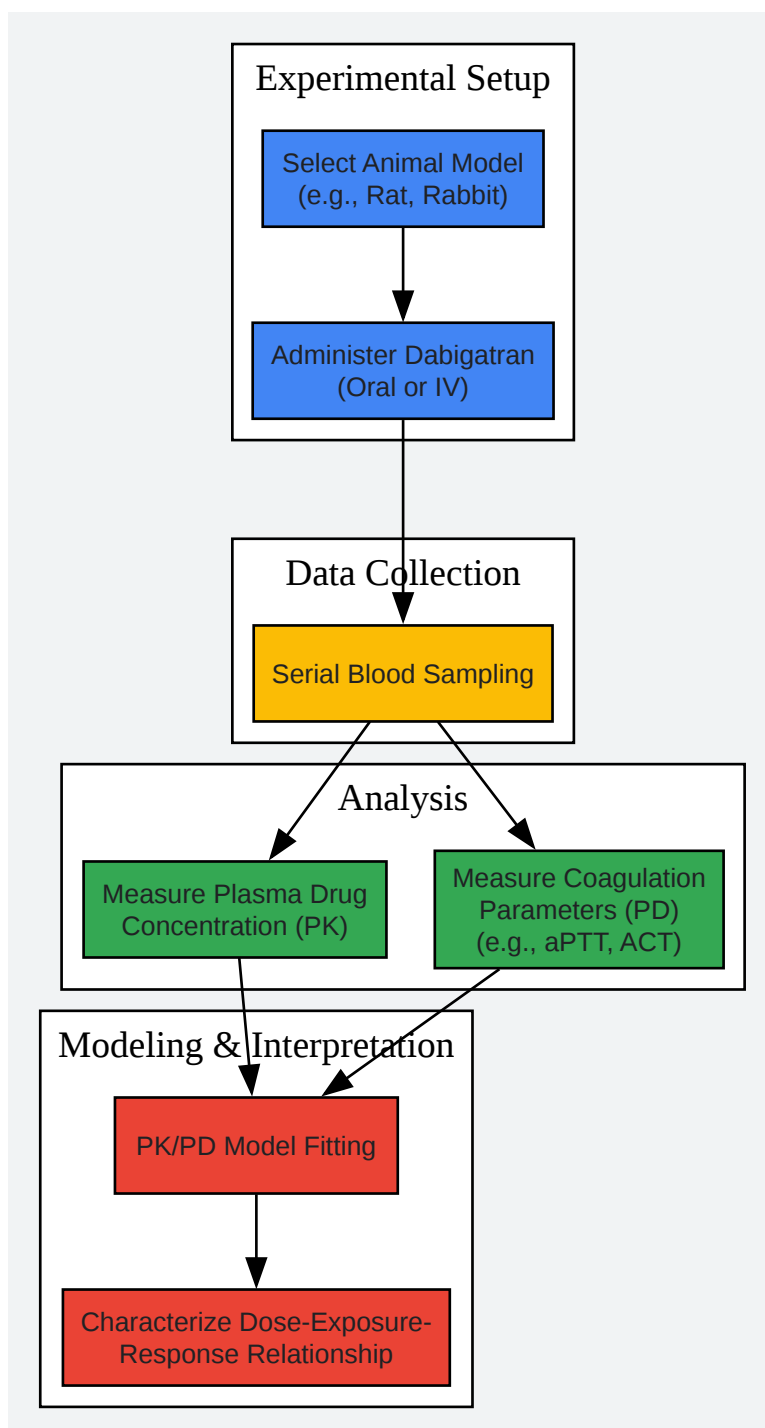 Experimental Setup
Select Animal Model
(e.g., Rat, Rabbit)
Administer Dabigatran
(Oral or IV)
Data Collection
Serial Blood Sampling
Analysis
Measure Plasma Drug
Concentration (PK)
Measure Coagulation
Parameters (PD)
(e.g., aPTT, ACT)
Modeling & Interpretation
PK/PD Model Fitting
Characterize Dose-Exposure-
Response Relationship